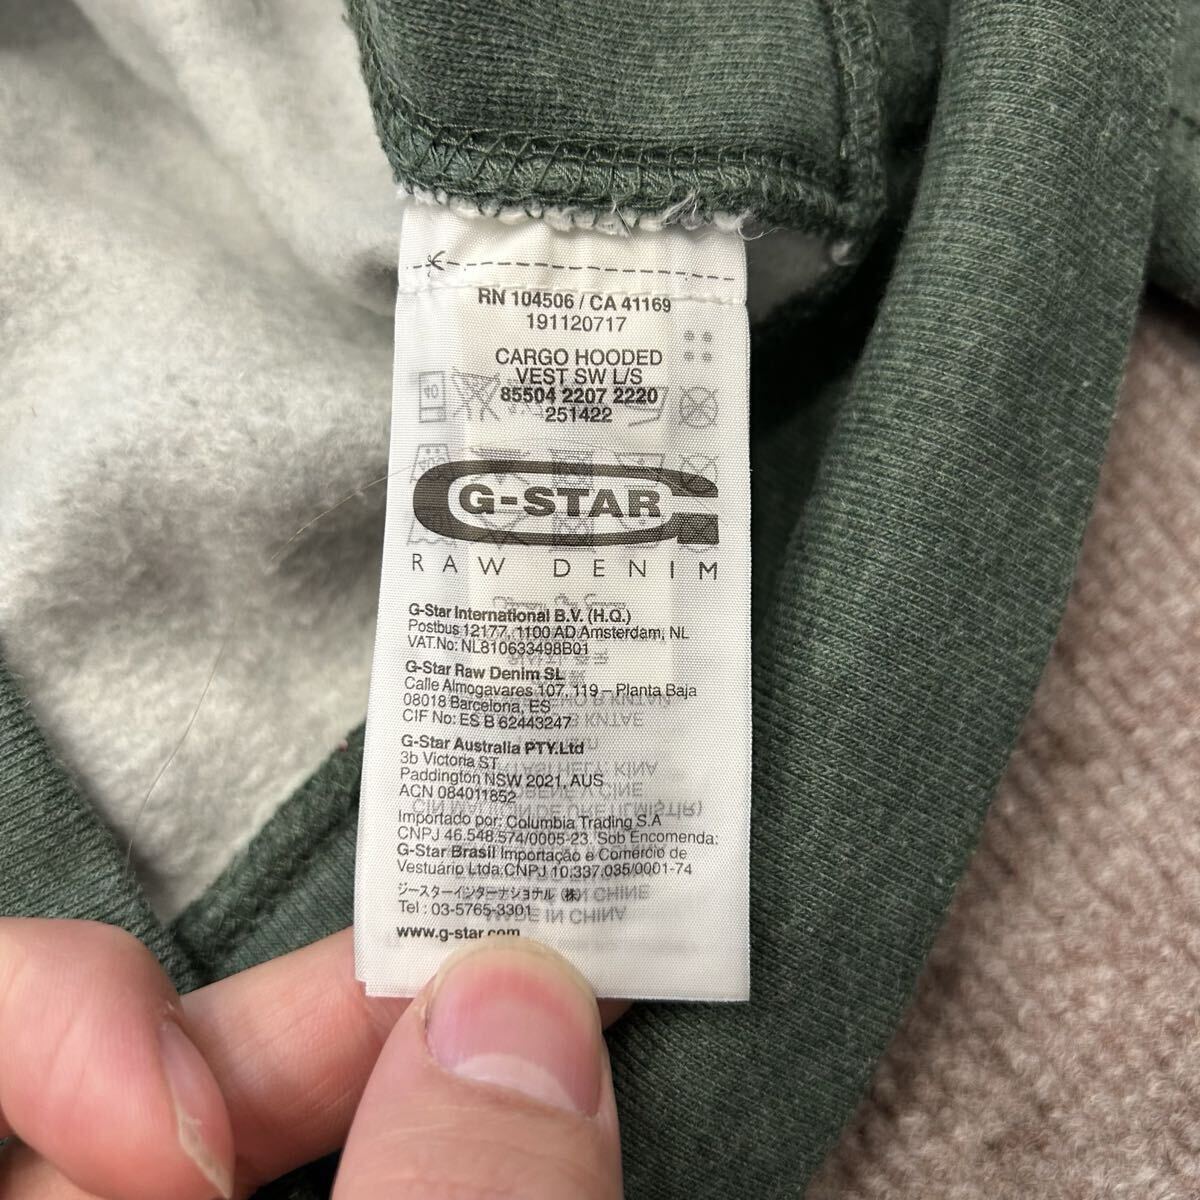 RN 104506 / CA 41169
191120717
CARGO HOODED
VEST SW L/S
85504 2207 2220
251422
G-STAR
RAW DENIM
G-Star International B.V. (H.Q.)
Postbus 12177, 1100 AD Amsterdam, NL
VAT.No: NL810633498B01
G-Star Raw Denim SL
Calle Almogavares 107, 119 – Planta Baja
08018 Barcelona, ES
CIF No: ES B 62443247
G-Star Australia PTY.Ltd
3b Victoria ST
Paddington NSW 2021, AUS
ACN 084011852
Importado por: Columbia Trading S.A
CNPJ 46.548.574/0005-23, Sob Encomenda:
G-Star Brasil Importação e Comércio de
Vestuário Ltda:CNPJ 10.337.035/0001-74
ジースターインターナショナル (株)
Tel : 03-5765-3301
www.g-star.com